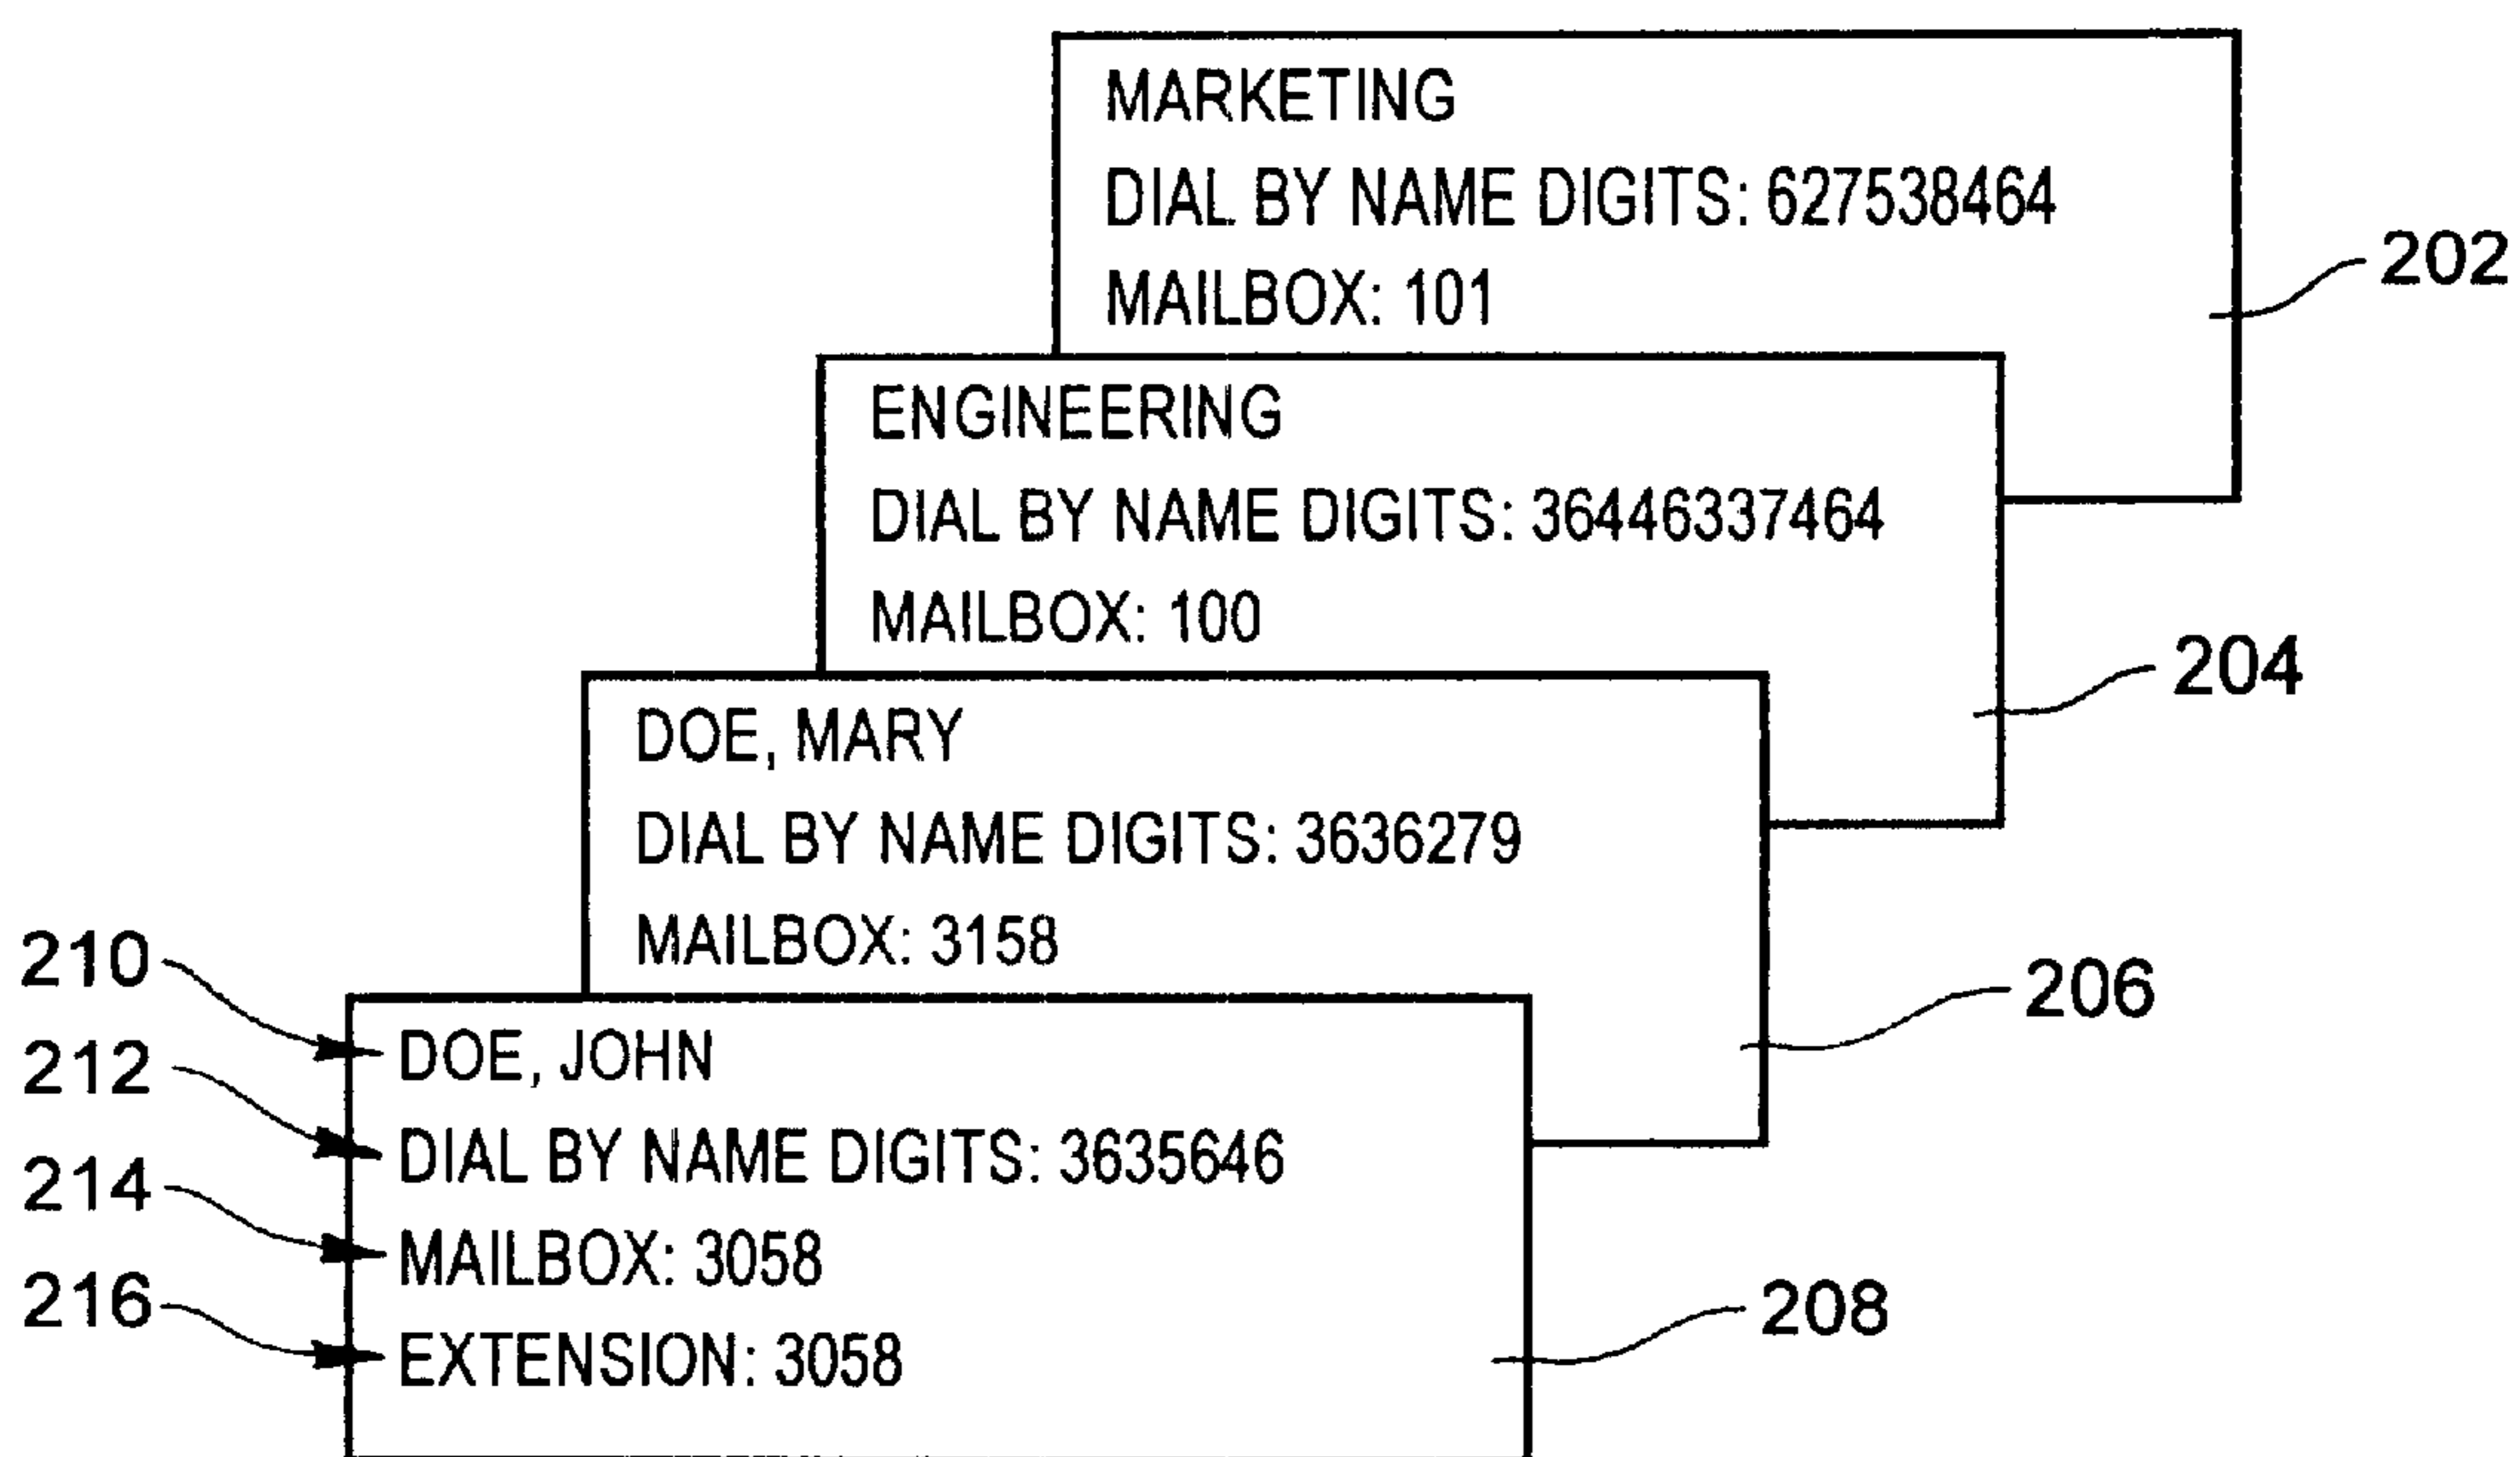 MARKETING
DIAL BY NAME DIGITS: 627538464
MAILBOX: 101
202
ENGINEERING
DIAL BY NAME DIGITS: 36446337464
MAILBOX: 100
204
DOE, MARY
DIAL BY NAME DIGITS: 3636279
MAILBOX: 3158
206
210
DOE, JOHN
212
DIAL BY NAME DIGITS: 3635646
214
MAILBOX: 3058
216
EXTENSION: 3058
208